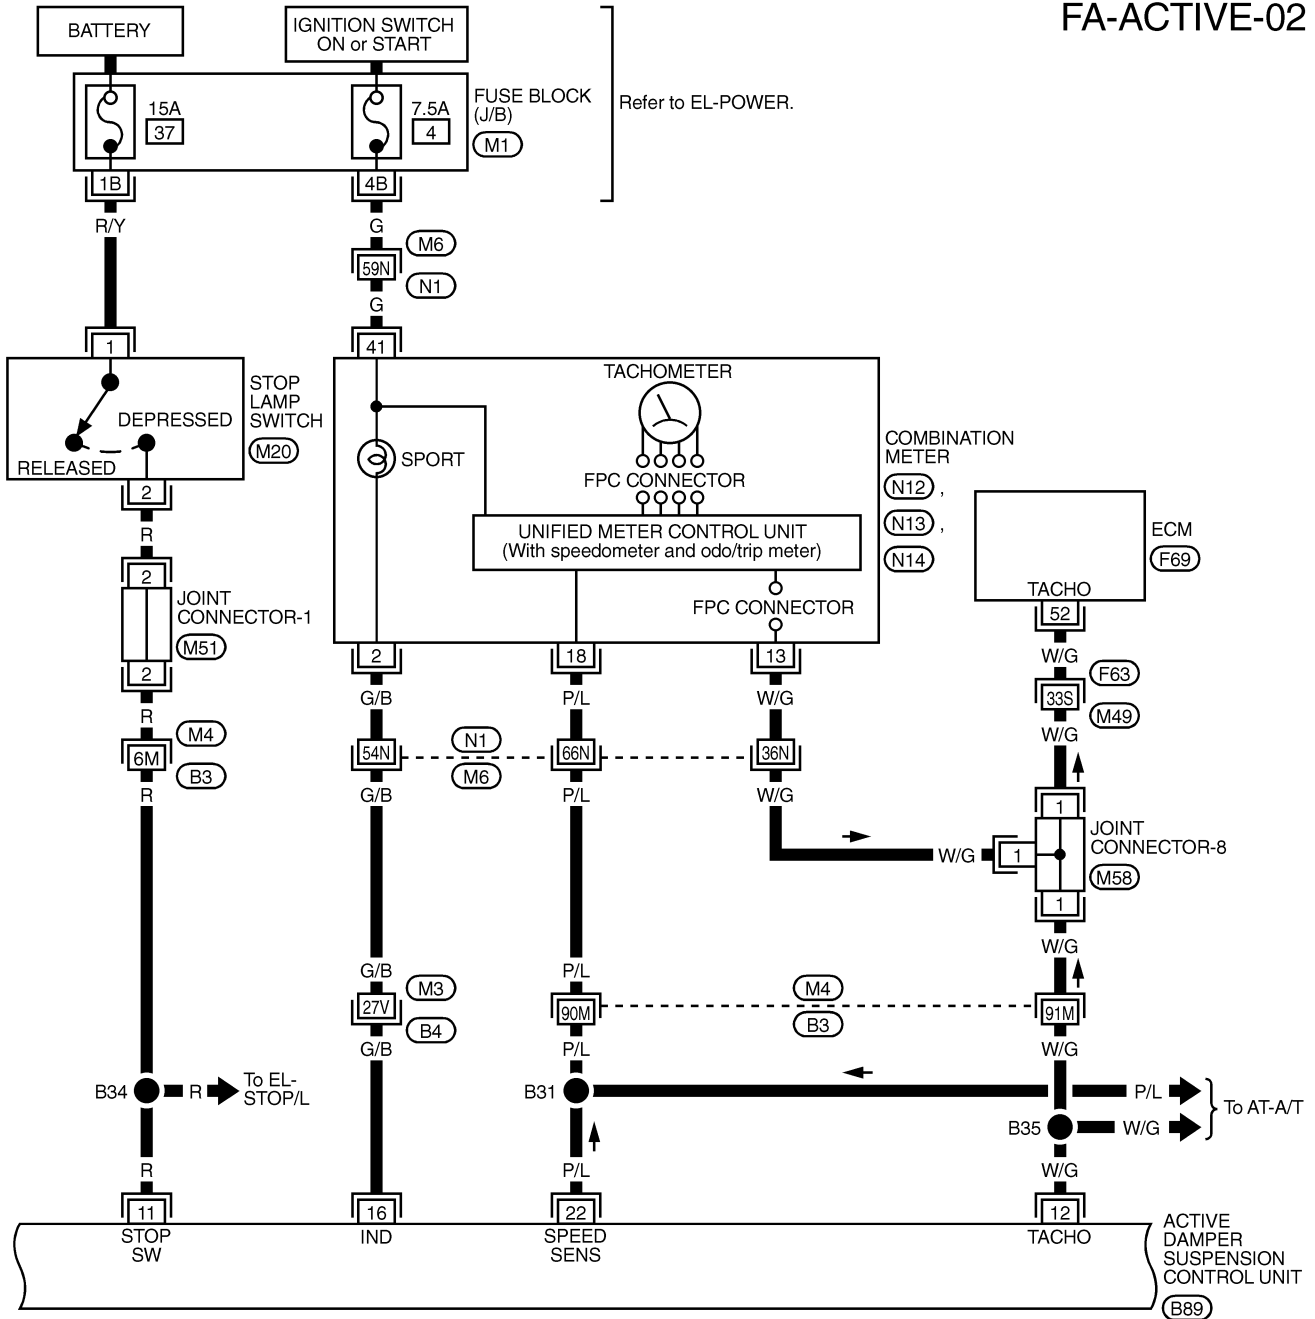 FA-ACTIVE-02
BATTERY
IGNITION SWITCH
ON or START
15A
37
7.5A
4
FUSE BLOCK
(J/B)
M1
Refer to EL-POWER.
1B
4B
R/Y
G
M6
59N
N1
G
1
41
STOP
LAMP
SWITCH
M20
DEPRESSED
RELEASED
2
TACHOMETER
SPORT
FPC CONNECTOR
UNIFIED METER CONTROL UNIT
(With speedometer and odo/trip meter)
FPC CONNECTOR
COMBINATION
METER
N12 ,
N13 ,
N14
ECM
F69
TACHO
52
R
2
JOINT
CONNECTOR-1
M51
2
R
M4
6M
B3
R
2
18
13
G/B
P/L
W/G
W/G
F63
33S
M49
W/G
54N
N1
M6
66N
36N
G/B
P/L
W/G
W/G
1
1
1
JOINT
CONNECTOR-8
M58
W/G
G/B
P/L
M3
27V
B4
90M
M4
B3
91M
G/B
P/L
W/G
B34
R
To EL-
STOP/L
B31
P/L
B35
W/G
To AT-A/T
R
P/L
W/G
11
16
22
12
STOP
SW
IND
SPEED
SENS
TACHO
ACTIVE
DAMPER
SUSPENSION
CONTROL UNIT
B89